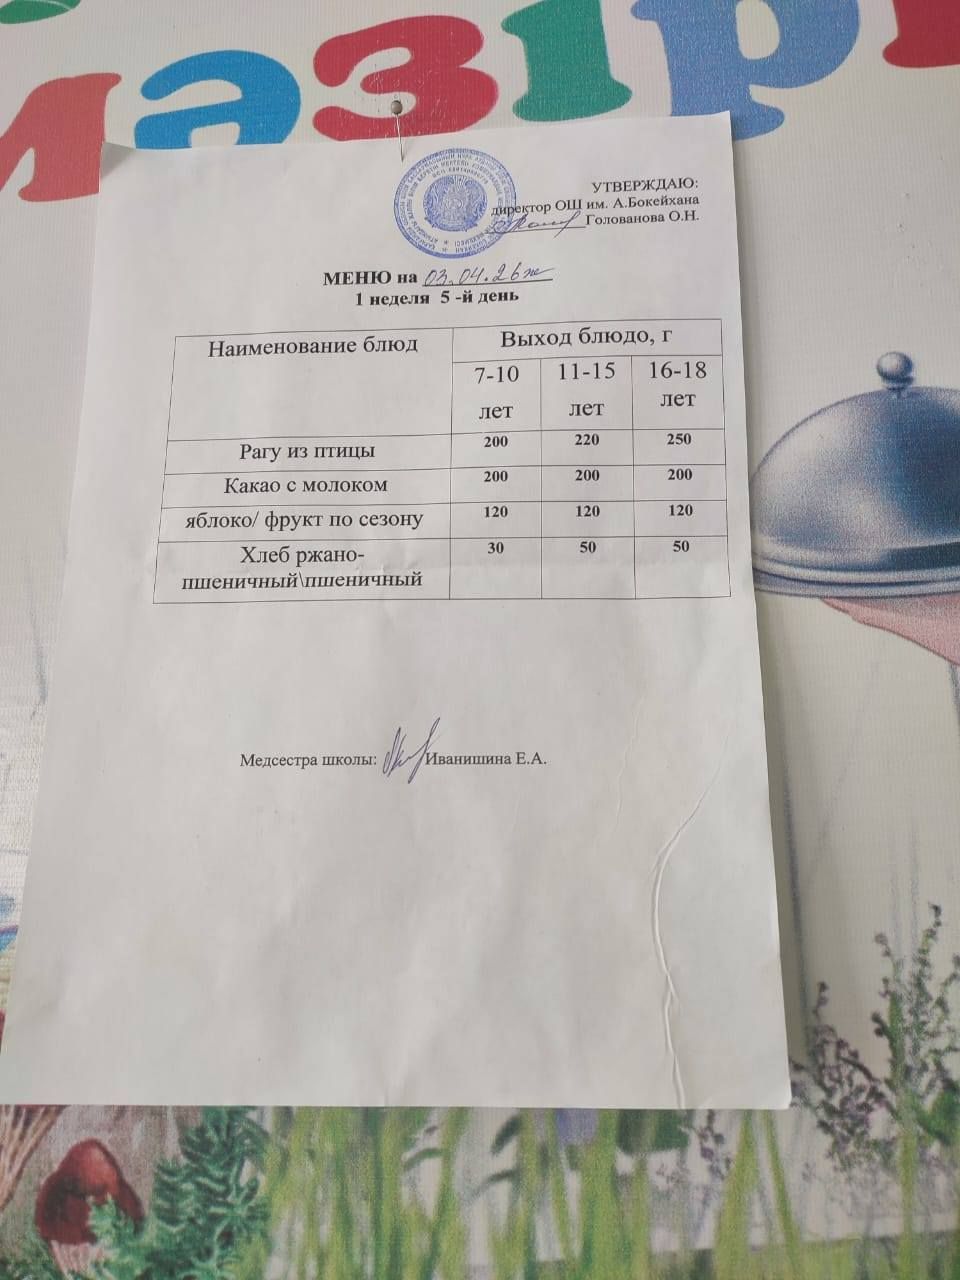 мәзірі
УТВЕРЖДАЮ:
директор ОШ им. А.Бокейхана
Голованова О.Н.
МЕНЮ на 03.04.26
1 неделя 5 -й день
Наименование блюд
Выход блюдо, г
7-10 лет
11-15 лет
16-18 лет
Рагу из птицы 200 220 250
Какао с молоком 200 200 200
яблоко/ фрукт по сезону 120 120 120
Хлеб ржано- 30 50 50
пшеничный\пшеничный
Медсестра школы: Иванишина Е.А.